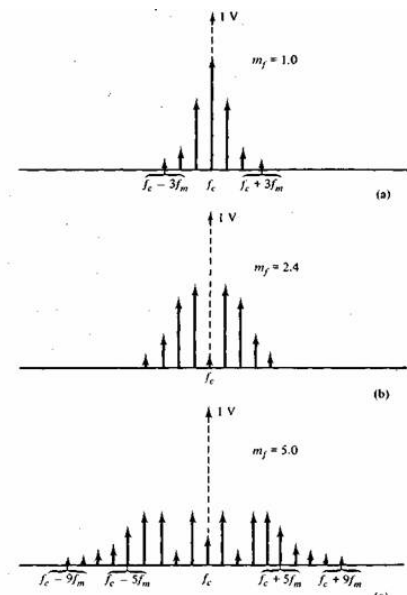 1 V
m_f = 1.0
f_c − 3f_m f_c f_c + 3f_m
(a)
1 V
m_f = 2.4
f_c
(b)
1 V
m_f = 5.0
f_c − 9f_m f_c − 5f_m f_c f_c + 5f_m f_c + 9f_m